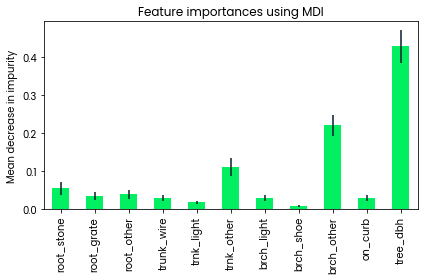 Feature importances using MDI
Mean decrease in impurity
0.4
0.3
0.2
0.1
0.0
root_stone
root_grate
root_other
trunk_wire
trnk_light
trnk_other
brch_light
brch_shoe
brch_other
on_curb
tree_dbh